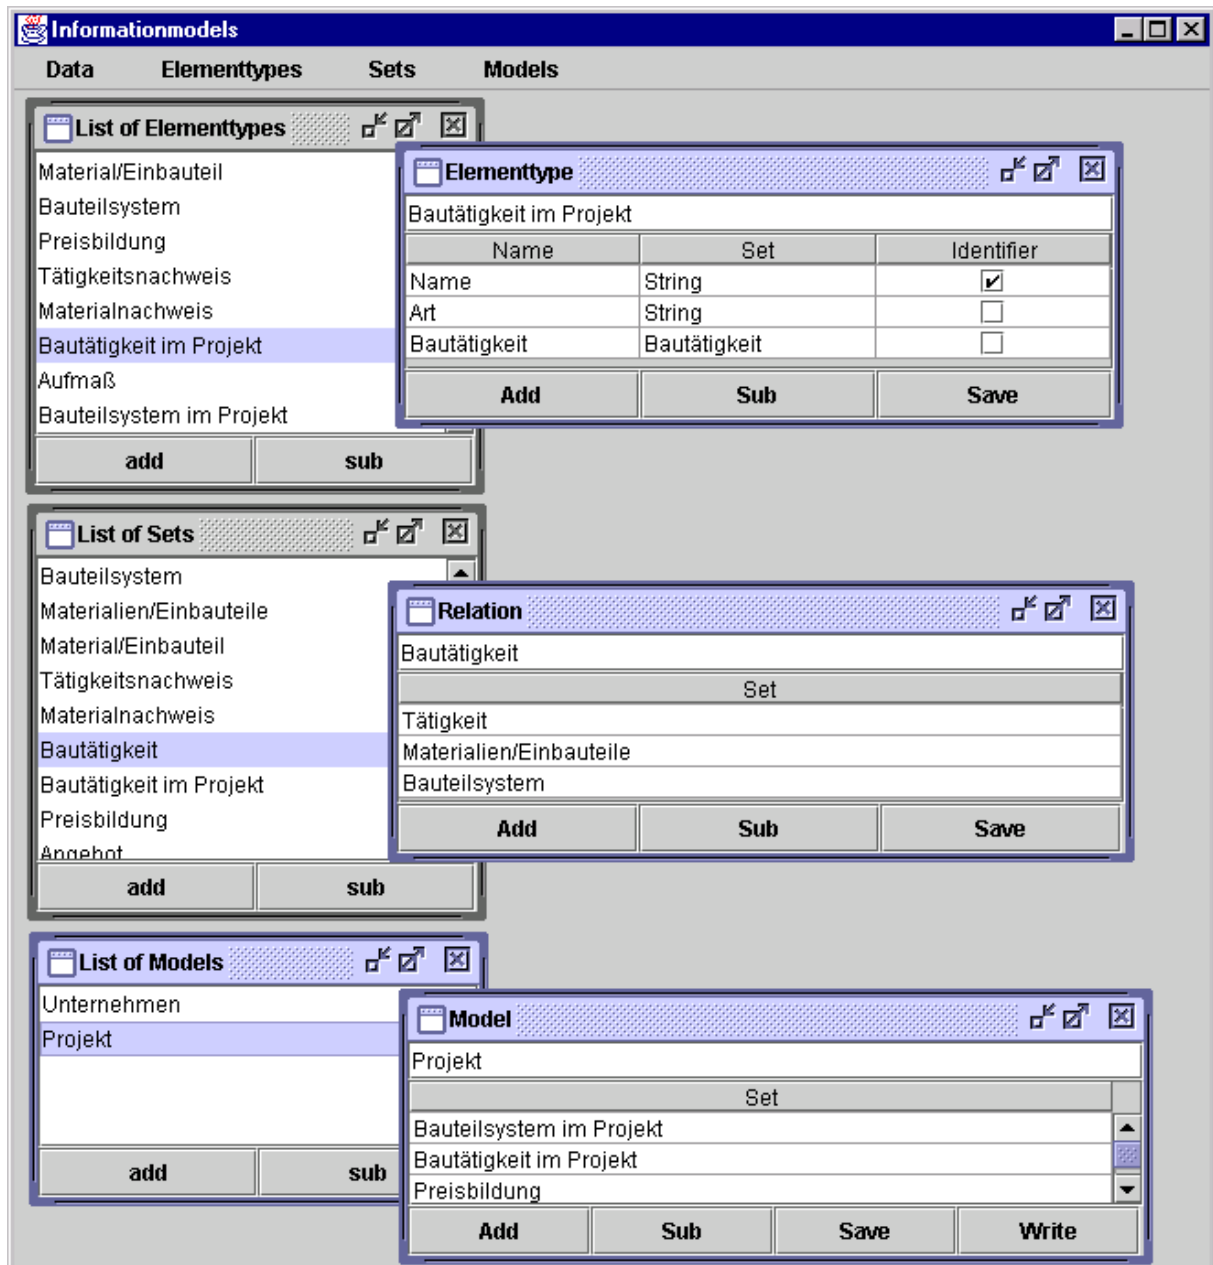 Informationmodels
Data Elementtypes Sets Models
List of Elementtypes
Material/Einbauteil
Bauteilsystem
Preisbildung
Tätigkeitsnachweis
Materialnachweis
Bautätigkeit im Projekt
Aufmaß
Bauteilsystem im Projekt
add sub
Elementtype
Bautätigkeit im Projekt
Name Set Identifier
Name String
Art String
Bautätigkeit Bautätigkeit
Add Sub Save
List of Sets
Bauteilsystem
Materialien/Einbauteile
Material/Einbauteil
Tätigkeitsnachweis
Materialnachweis
Bautätigkeit
Bautätigkeit im Projekt
Preisbildung
Angebot
add sub
Relation
Bautätigkeit
Set
Tätigkeit
Materialien/Einbauteile
Bauteilsystem
Add Sub Save
List of Models
Unternehmen
Projekt
add sub
Model
Projekt
Set
Bauteilsystem im Projekt
Bautätigkeit im Projekt
Preisbildung
Add Sub Save Write